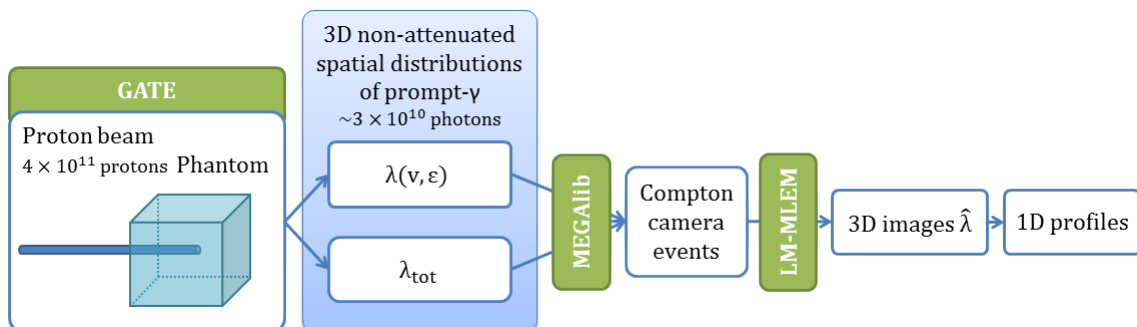 GATE
Proton beam
4 × 10¹¹ protons Phantom
3D non-attenuated
spatial distributions
of prompt-γ
~3 × 10¹⁰ photons
λ(v, ε)
λtot
MEGAlib
Compton
camera
events
LM-MLEM
3D images λ̂
1D profiles